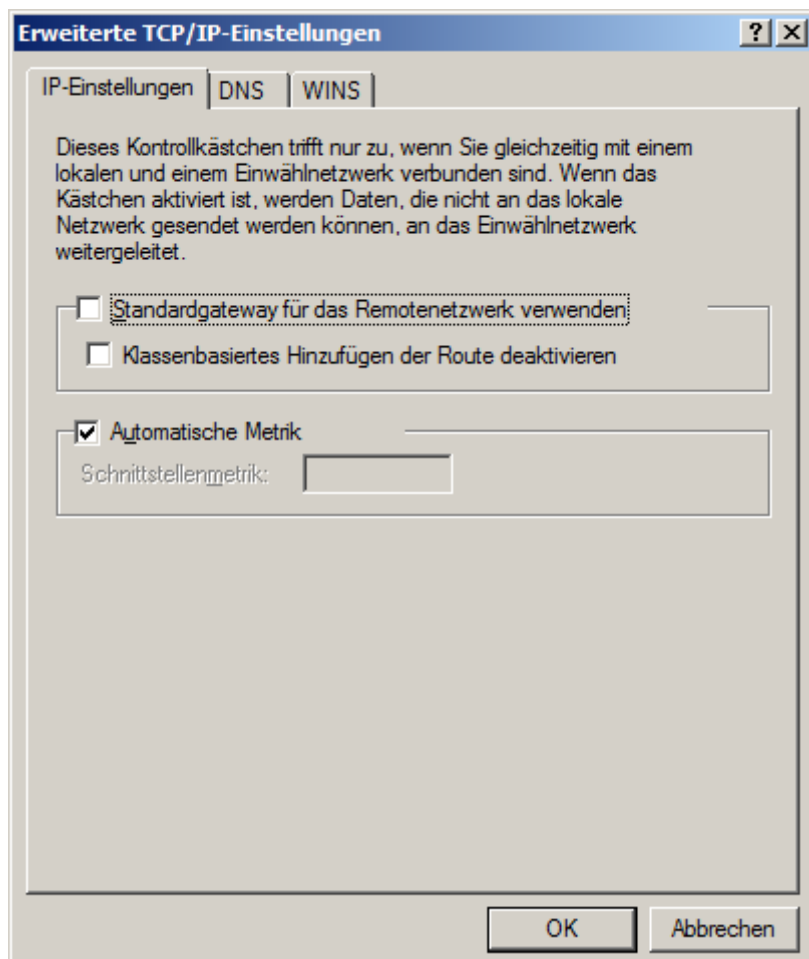 Erweiterte TCP/IP-Einstellungen
IP-Einstellungen DNS WINS
Dieses Kontrollkästchen trifft nur zu, wenn Sie gleichzeitig mit einem
lokalen und einem Einwählnetzwerk verbunden sind. Wenn das
Kästchen aktiviert ist, werden Daten, die nicht an das lokale
Netzwerk gesendet werden können, an das Einwählnetzwerk
weitergeleitet.
Standardgateway für das Remotenetzwerk verwenden
Klassenbasiertes Hinzufügen der Route deaktivieren
Automatische Metrik
Schnittstellenmetrik:
OK Abbrechen